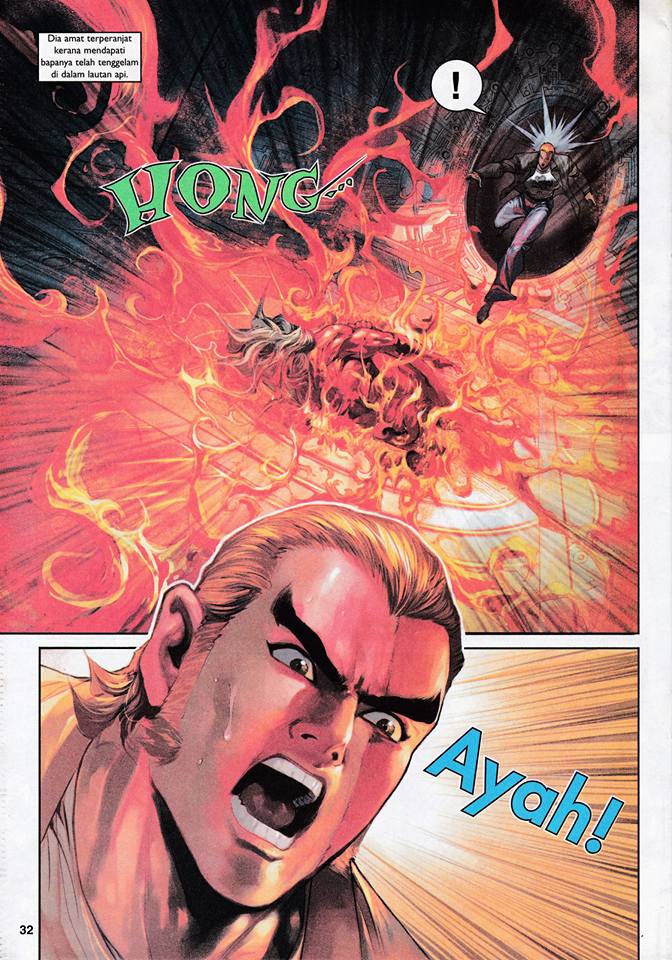 Dia amat terperanjat
kerana mendapati
bapanya telah tenggelam
di dalam lautan api.
!
HONG...
Ayah!
32